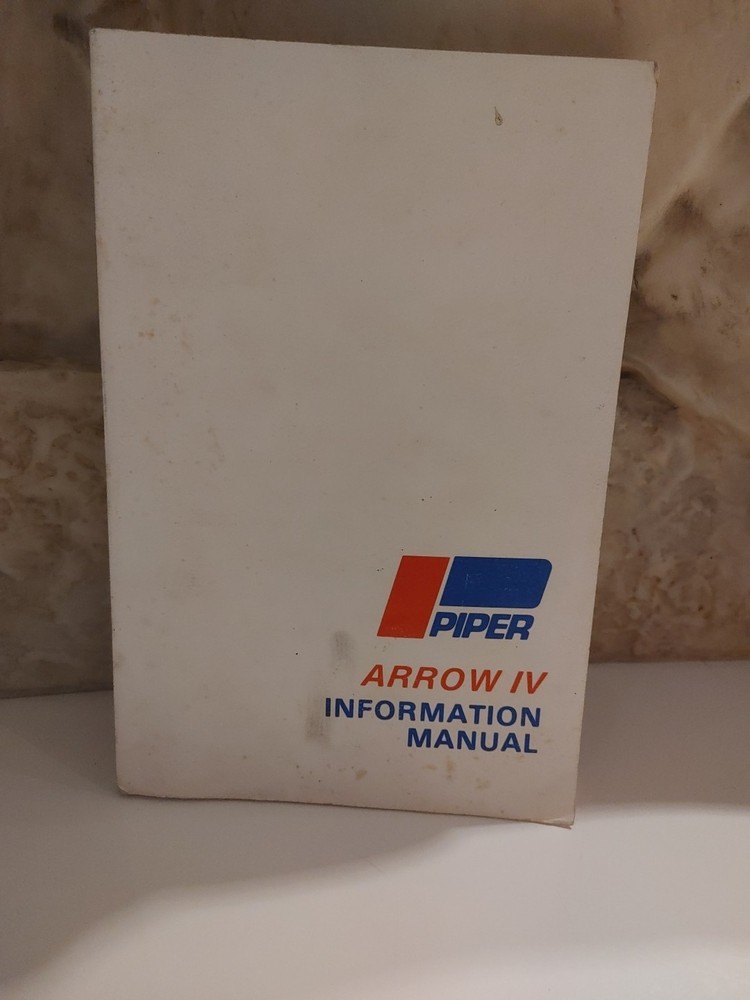 PIPER
ARROW IV
INFORMATION
MANUAL